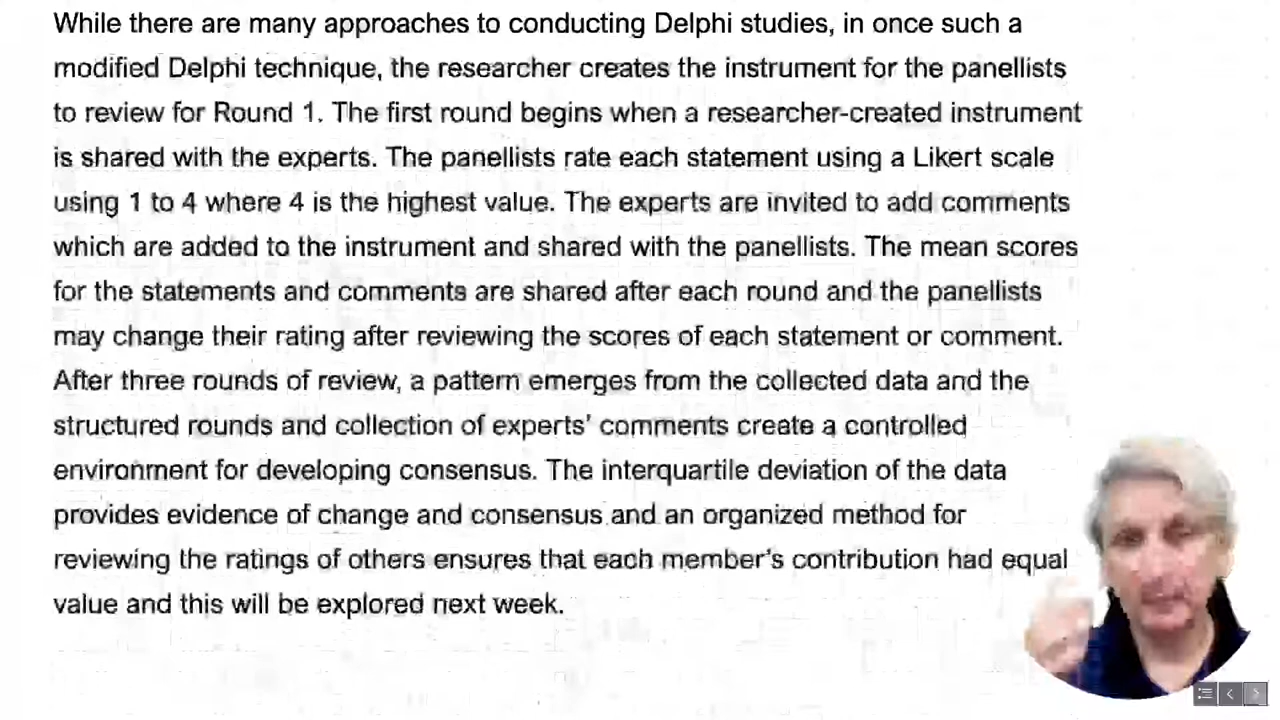 While there are many approaches to conducting Delphi studies, in once such a
modified Delphi technique, the researcher creates the instrument for the panellists
to review for Round 1. The first round begins when a researcher-created instrument
is shared with the experts. The panellists rate each statement using a Likert scale
using 1 to 4 where 4 is the highest value. The experts are invited to add comments
which are added to the instrument and shared with the panellists. The mean scores
for the statements and comments are shared after each round and the panellists
may change their rating after reviewing the scores of each statement or comment.
After three rounds of review, a pattern emerges from the collected data and the
structured rounds and collection of experts’ comments create a controlled
environment for developing consensus. The interquartile deviation of the data
provides evidence of change and consensus and an organized method for
reviewing the ratings of others ensures that each member’s contribution had equal
value and this will be explored next week.